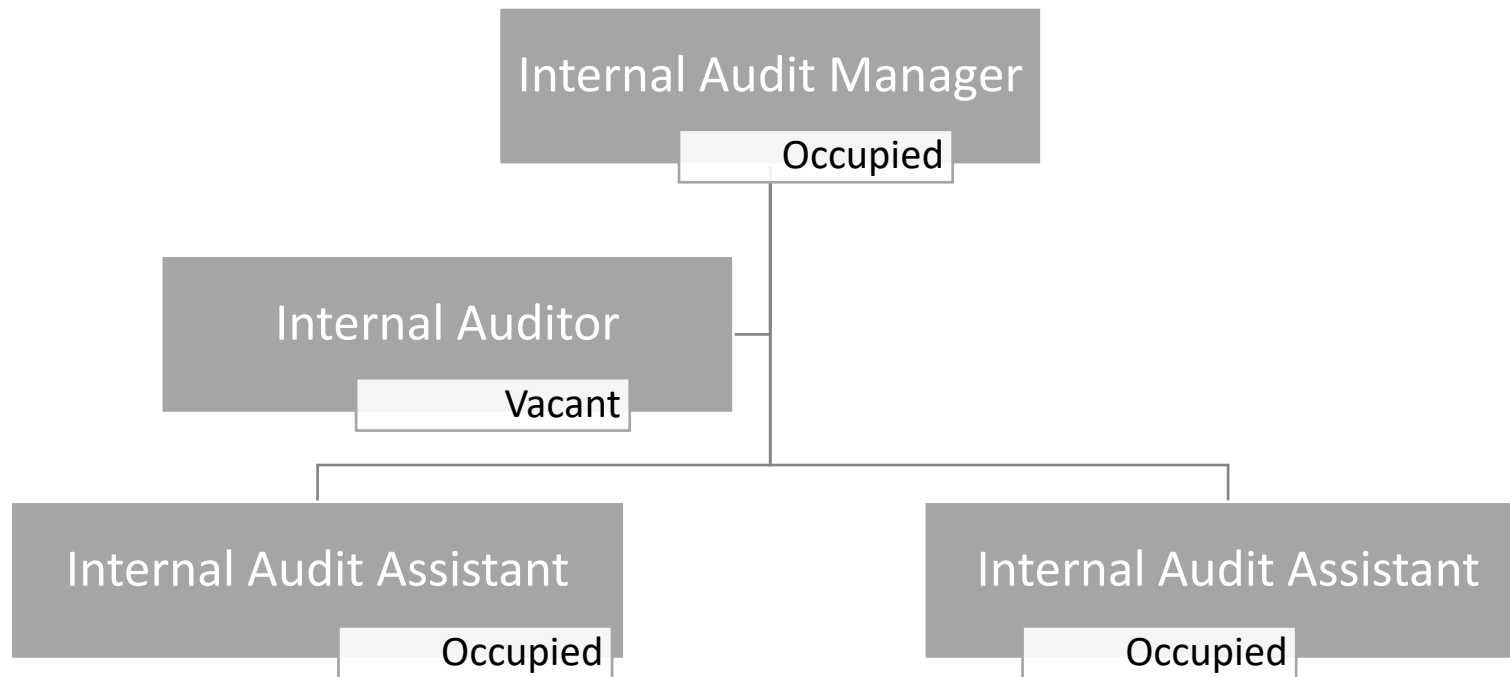 Internal Audit Manager
Occupied
Internal Auditor
Vacant
Internal Audit Assistant
Occupied
Internal Audit Assistant
Occupied